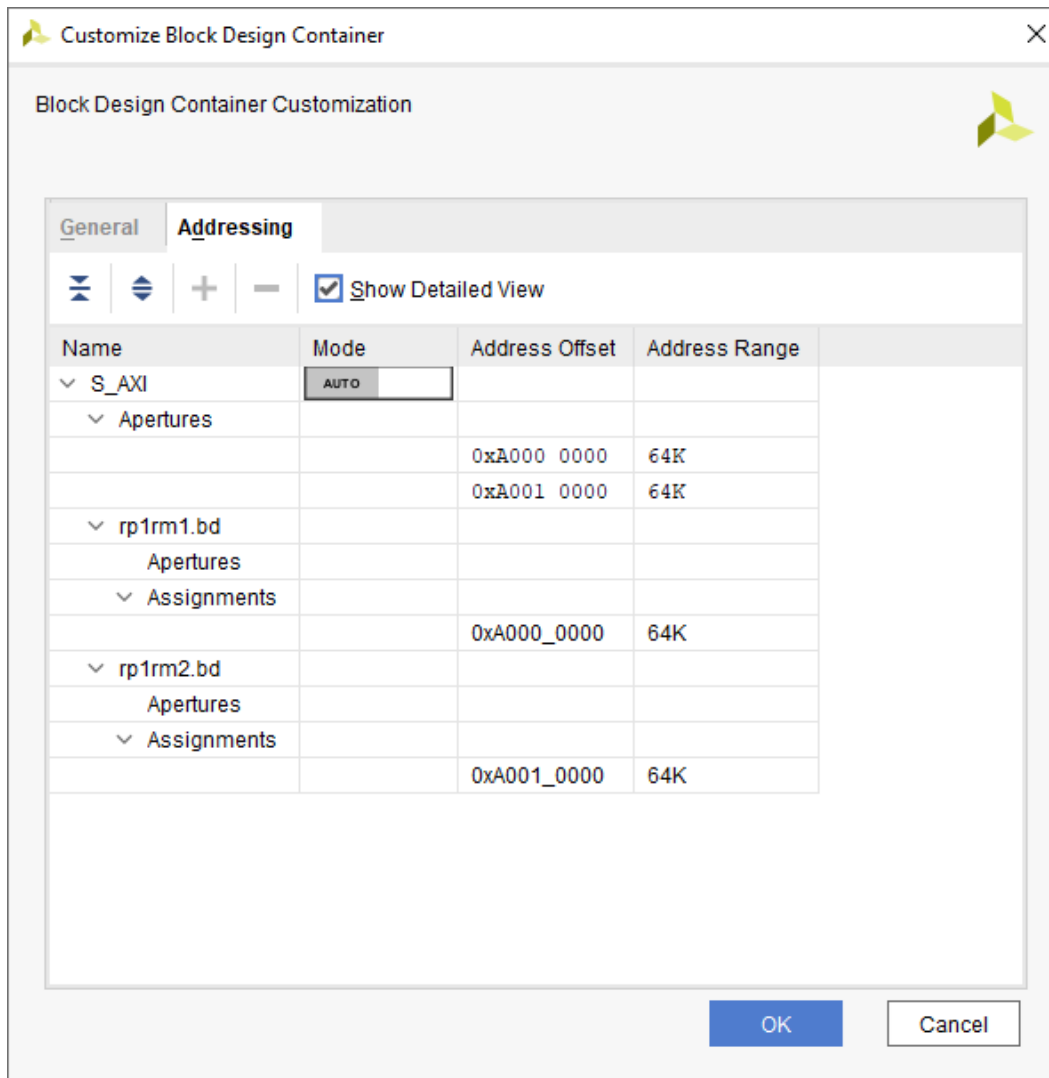 Customize Block Design Container
Block Design Container Customization
General Addressing
Show Detailed View
Name Mode Address Offset Address Range
S_AXI AUTO
Apertures
0xA000 0000 64K
0xA001 0000 64K
rp1rm1.bd
Apertures
Assignments
0xA000_0000 64K
rp1rm2.bd
Apertures
Assignments
0xA001_0000 64K
OK Cancel